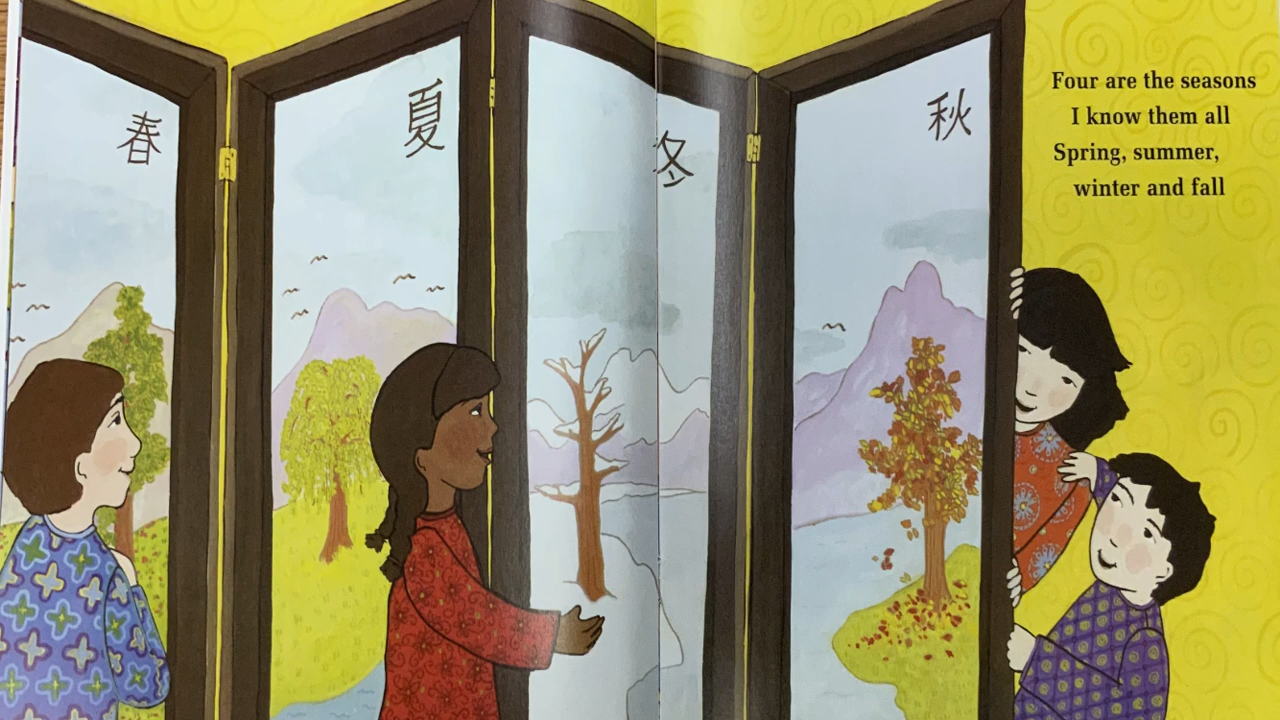 春
夏
冬
秋
Four are the seasons
I know them all
Spring, summer,
winter and fall